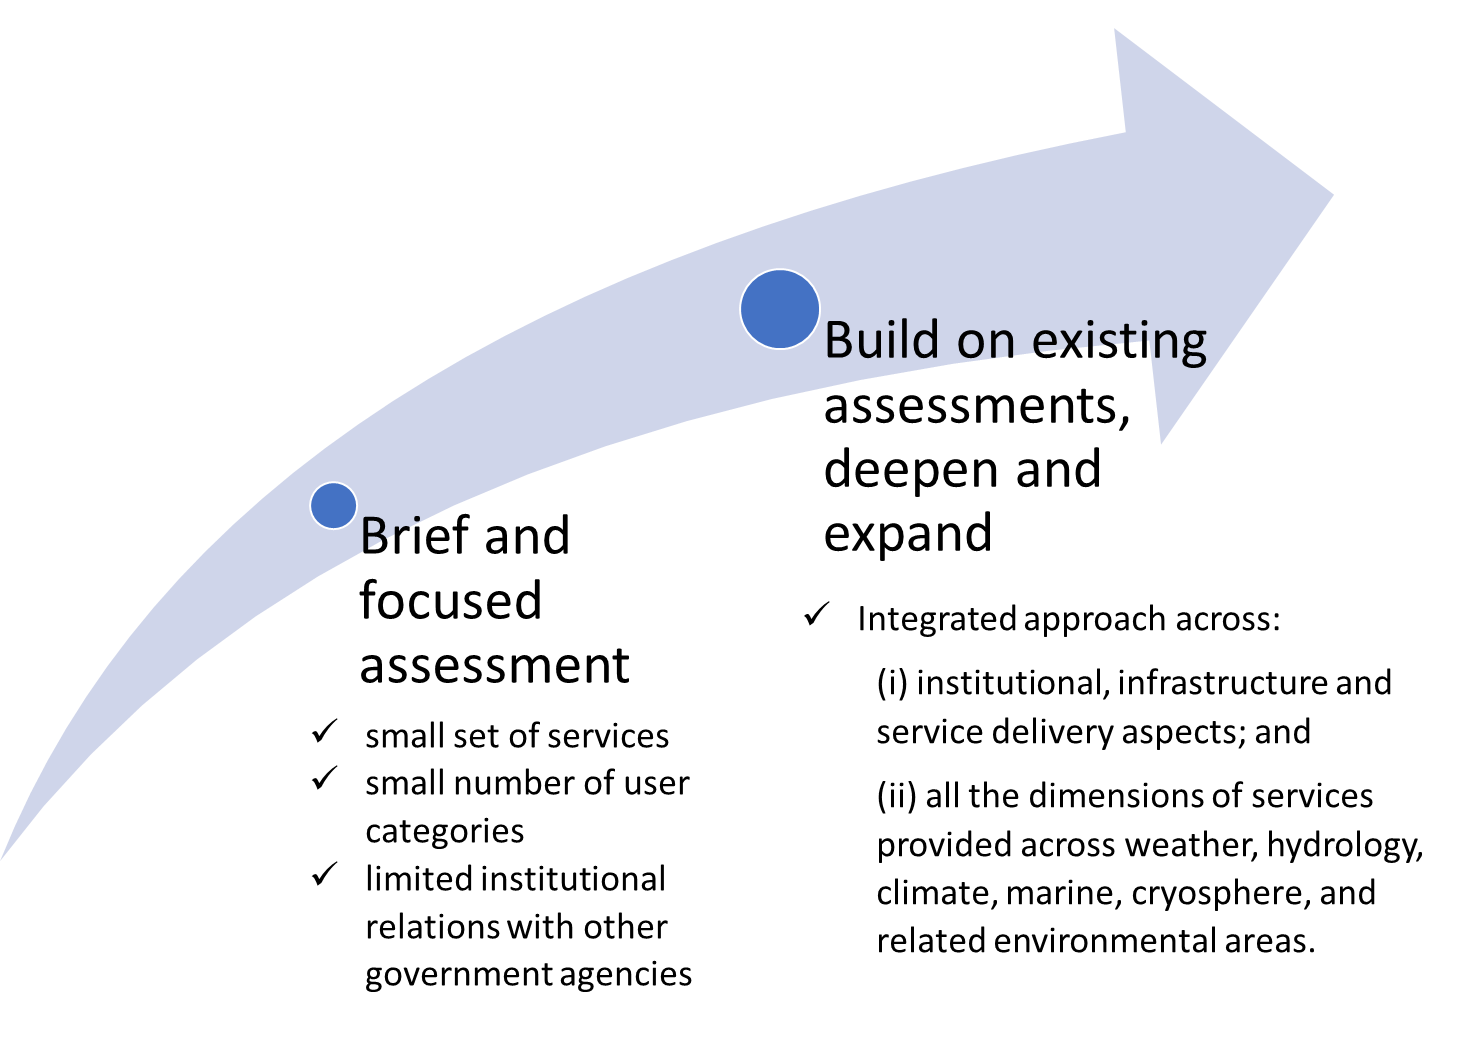 Brief and
focused
assessment
✓ small set of services
✓ small number of user
categories
✓ limited institutional
relations with other
government agencies
Build on existing
assessments,
deepen and
expand
✓ Integrated approach across:
(i) institutional, infrastructure and
service delivery aspects; and
(ii) all the dimensions of services
provided across weather, hydrology,
climate, marine, cryosphere, and
related environmental areas.